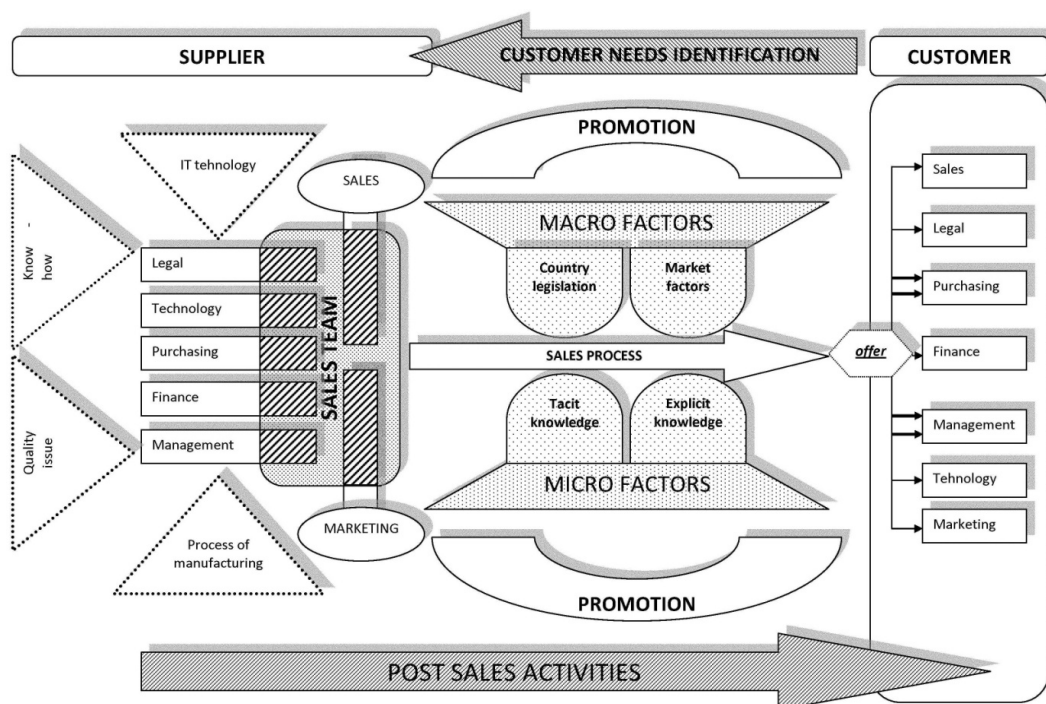 SUPPLIER
CUSTOMER NEEDS IDENTIFICATION
CUSTOMER
PROMOTION
IT tehnology
SALES
Sales
Know -
how
MACRO FACTORS
Legal
Legal
Country
legislation
Market
factors
Technology
Purchasing
SALES TEAM
Purchasing
SALES PROCESS
offer
Finance
Finance
Tacit
knowledge
Explicit
knowledge
Management
Management
Quality
issue
MICRO FACTORS
Tehnology
MARKETING
Marketing
Process of
manufacturing
PROMOTION
POST SALES ACTIVITIES